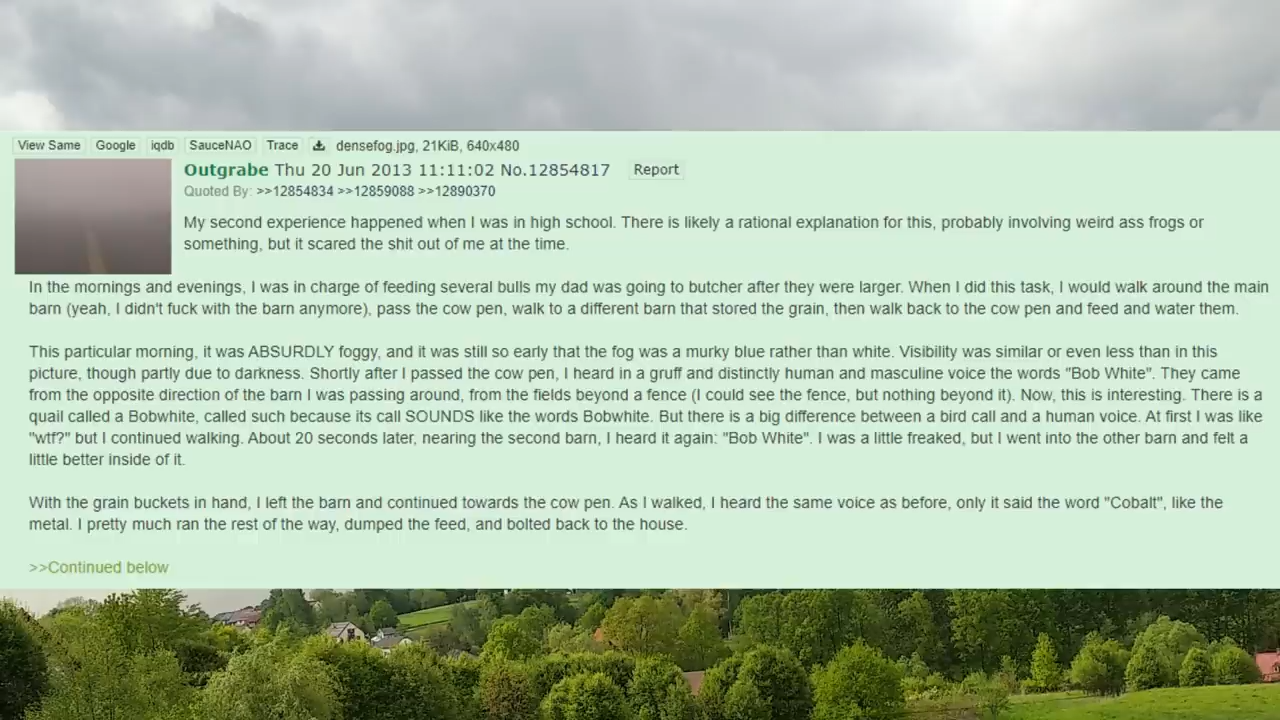 View Same Google iqdb SauceNAO Trace densefog.jpg, 21KiB, 640x480
Outgrabe Thu 20 Jun 2013 11:11:02 No.12854817 Report
Quoted By: >>12854834 >>12859088 >>12890370
My second experience happened when I was in high school. There is likely a rational explanation for this, probably involving weird ass frogs or
something, but it scared the shit out of me at the time.
In the mornings and evenings, I was in charge of feeding several bulls my dad was going to butcher after they were larger. When I did this task, I would walk around the main
barn (yeah, I didn't fuck with the barn anymore), pass the cow pen, walk to a different barn that stored the grain, then walk back to the cow pen and feed and water them.
This particular morning, it was ABSURDLY foggy, and it was still so early that the fog was a murky blue rather than white. Visibility was similar or even less than in this
picture, though partly due to darkness. Shortly after I passed the cow pen, I heard in a gruff and distinctly human and masculine voice the words "Bob White". They came
from the opposite direction of the barn I was passing around, from the fields beyond a fence (I could see the fence, but nothing beyond it). Now, this is interesting. There is a
quail called a Bobwhite, called such because its call SOUNDS like the words Bobwhite. But there is a big difference between a bird call and a human voice. At first I was like
"wtf?" but I continued walking. About 20 seconds later, nearing the second barn, I heard it again: "Bob White". I was a little freaked, but I went into the other barn and felt a
little better inside of it.
With the grain buckets in hand, I left the barn and continued towards the cow pen. As I walked, I heard the same voice as before, only it said the word "Cobalt", like the
metal. I pretty much ran the rest of the way, dumped the feed, and bolted back to the house.
>>Continued below